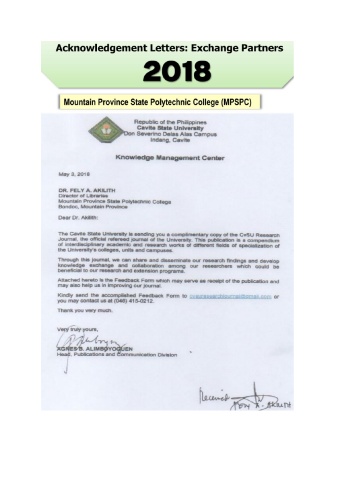 Acknowledgement Letters: Exchange Partners
2018
Mountain Province State Polytechnic College (MPSPC)
Republic of the Philippines
Cavite State University
Don Severino Delas Alas Campus
Indang, Cavite
Knowledge Management Center
May 3, 2018
DR. FELY A. AKILITH
Director of Libraries
Mountain Province State Polytechnic College
Bontoc, Mountain Province
Dear Dr. Akilith:
The Cavite State University is sending you a complimentary copy of the CvSU Research
Journal, the official refereed journal of the University. This publication is a compendium
of interdisciplinary academic and research works of different fields of specialization of
the University's colleges, units and campuses.
Through this journal, we can share and disseminate our research findings and develop
knowledge exchange and collaboration among our researchers which could be
beneficial to our research and extension programs.
Attached hereto is the Feedback Form which may serve as receipt of the publication and
may also help us in improving our journal.
Kindly send the accomplished Feedback Form to or
you may contact us at (046) 415-0212.
Thank you very much.
Very truly yours,
AGNES B. ALIMBOYOGUEN
Head, Publications and Communication Division
Received
FELY A. AKILITH